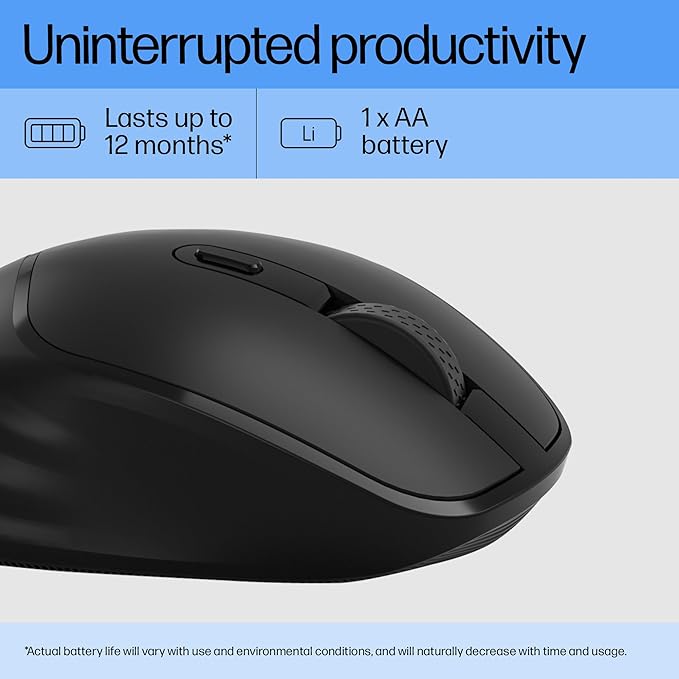 Uninterrupted productivity
Lasts up to
12 months*
Li
1 x AA
battery
*Actual battery life will vary with use and environmental conditions, and will naturally decrease with time and usage.